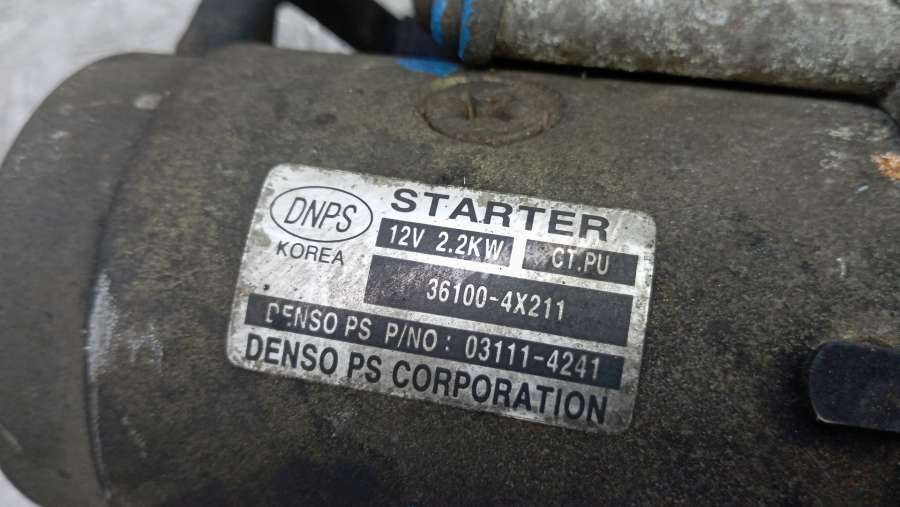 DNPS
KOREA
STARTER
12V 2.2KW
CT.PU
36100-4X211
DENSO PS P/NO: 03111-4241
DENSO PS CORPORATION